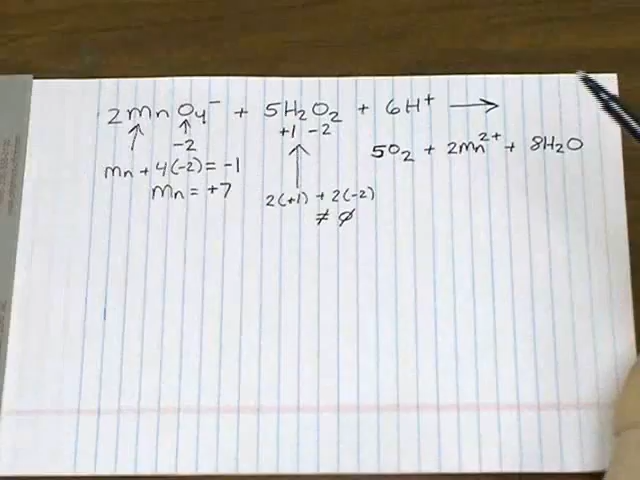 2MnO₄⁻ + 5H₂O₂ + 6H⁺ →
+1 -2
5O₂ + 2Mn²⁺ + 8H₂O
-2
Mn + 4(-2) = -1
Mn = +7
2(+1) + 2(-2)
≠ ∅